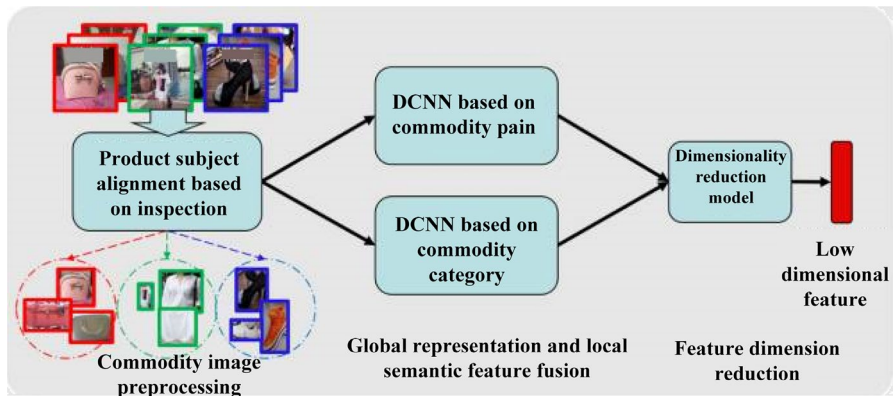 Product subject
alignment based
on inspection
DCNN based on
commodity pain
DCNN based on
commodity
category
Dimensionality
reduction
model
Low
dimensional
feature
Commodity image
preprocessing
Global representation and local
semantic feature fusion
Feature dimension
reduction